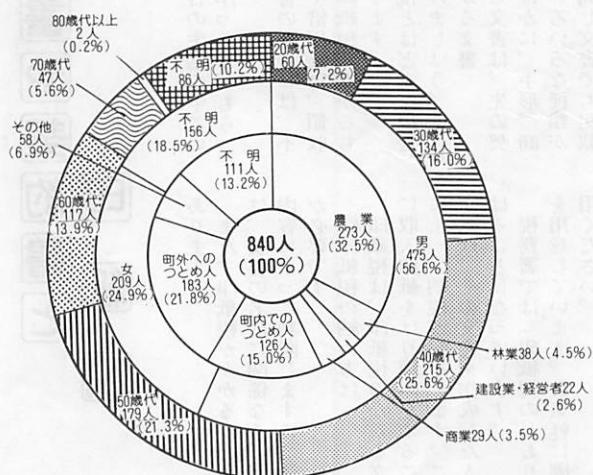 80歳代以上
2人
(0.2%)
70歳代
47人
(5.6%)
その他
58人
(6.9%)
60歳代
117人
13.9%
50歳代
179人
(21.3%)
不明
86人
(10.2%)
20歳代
60人
(7.2%)
30歳代
134人
(16.0%)
40歳代
215人
(25.6%)
不明
156人
(18.5%)
男
475人
(56.6%)
女
209人
(24.9%)
不明
111人
(13.2%)
農業
273人
(32.5%)
町外への
つとめ人
183人
(21.8%)
町内での
つとめ人
126人
(15.0%)
840人
(100%)
林業38人(4.5%)
建設業・経営者22人
(2.6%)
商業29人(3.5%)